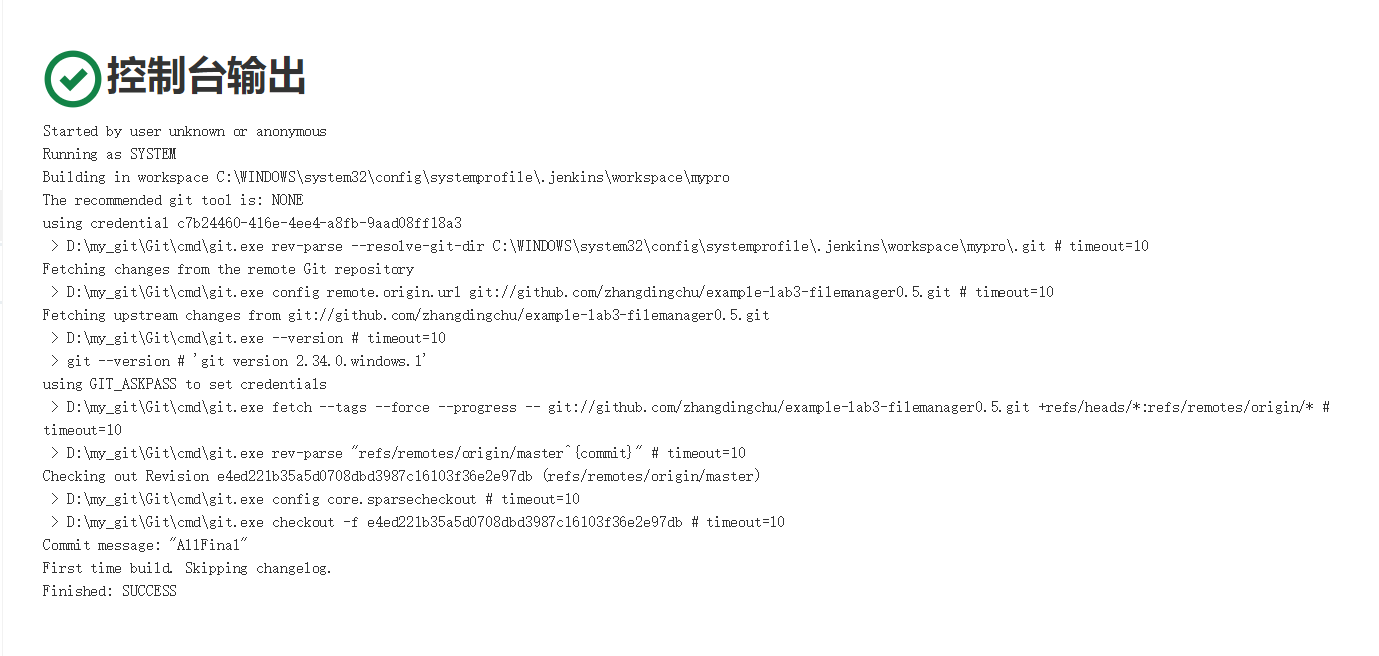 控制台输出
Started by user unknown or anonymous
Running as SYSTEM
Building in workspace C:\WINDOWS\system32\config\systemprofile\.jenkins\workspace\mypro
The recommended git tool is: NONE
using credential c7b24460-416e-4ee4-a8fb-9aad08ff18a3
 > D:\my_git\Git\cmd\git.exe rev-parse --resolve-git-dir C:\WINDOWS\system32\config\systemprofile\.jenkins\workspace\mypro\.git # timeout=10
Fetching changes from the remote Git repository
 > D:\my_git\Git\cmd\git.exe config remote.origin.url git://github.com/zhangdingchu/example-lab3-filemanager0.5.git # timeout=10
Fetching upstream changes from git://github.com/zhangdingchu/example-lab3-filemanager0.5.git
 > D:\my_git\Git\cmd\git.exe --version # timeout=10
 > git --version # 'git version 2.34.0.windows.1'
using GIT_ASKPASS to set credentials
 > D:\my_git\Git\cmd\git.exe fetch --tags --force --progress -- git://github.com/zhangdingchu/example-lab3-filemanager0.5.git +refs/heads/*:refs/remotes/origin/* #
timeout=10
 > D:\my_git\Git\cmd\git.exe rev-parse "refs/remotes/origin/master^{commit}" # timeout=10
Checking out Revision e4ed221b35a5d0708dbd3987c16103f36e2e97db (refs/remotes/origin/master)
 > D:\my_git\Git\cmd\git.exe config core.sparsecheckout # timeout=10
 > D:\my_git\Git\cmd\git.exe checkout -f e4ed221b35a5d0708dbd3987c16103f36e2e97db # timeout=10
Commit message: "AllFinal"
First time build. Skipping changelog.
Finished: SUCCESS